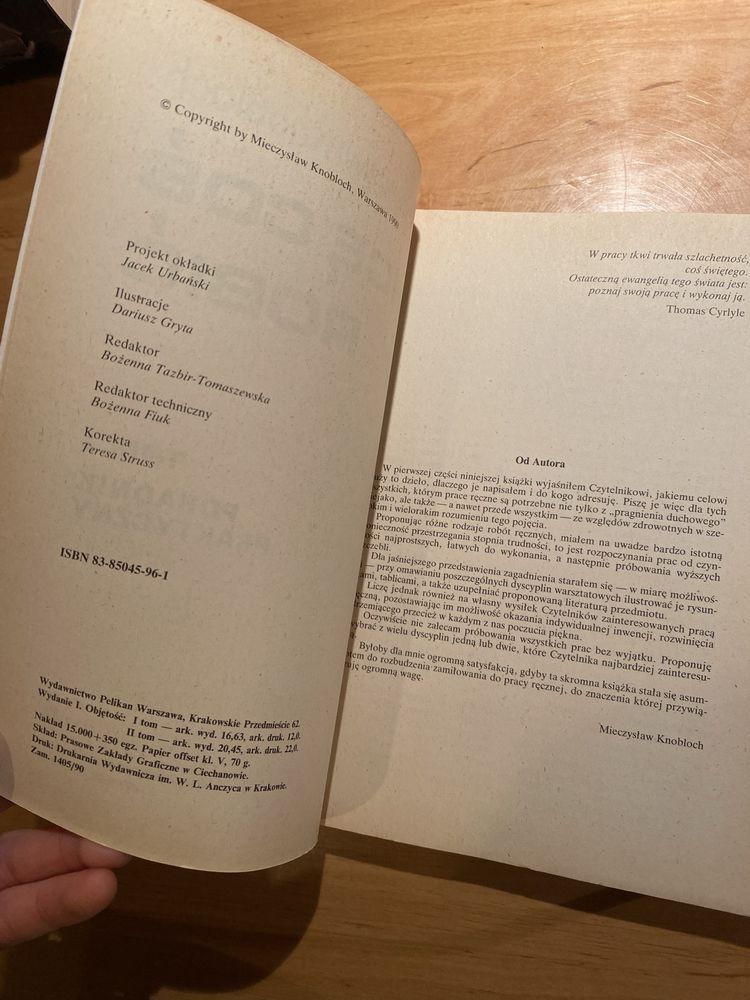 © Copyright by Mieczysław Knobloch, Warszawa 1990
Projekt okładki
Jacek Urbański
Ilustracje
Dariusz Gryta
Redaktor
Bożenna Tazbir-Tomaszewska
Redaktor techniczny
Bożenna Fiuk
Korekta
Teresa Struss
ISBN 83-85045-96-1
Wydawnictwo Pelikan Warszawa, Krakowskie Przedmieście 62.
Wydanie I. Objętość: I tom — ark. wyd. 16,63, ark. druk. 12,0.
II tom — ark. wyd. 20,45, ark. druk. 22,0.
Nakład 15.000+350 egz. Papier offset kl. V, 70 g.
Skład: Prasowe Zakłady Graficzne w Ciechanowie.
Druk: Drukarnia Wydawnicza im. W. L. Anczyca w Krakowie.
Zam. 1405/90
W pracy tkwi trwała szlachetność,
coś świętego.
Ostateczną ewangelią tego świata jest:
poznaj swoją pracę i wykonaj ją.
Thomas Cyrlyle
Od Autora
W pierwszej części niniejszej książki wyjaśniłem Czytelnikowi, jakiemu celowi
to dzieło, dlaczego je napisałem i do kogo adresuję. Piszę je więc dla tych
którym prace ręczne są potrzebne nie tylko z „pragnienia duchowego”
ale także — a nawet przede wszystkim — ze względów zdrowotnych w sze-
i wielorakim rozumieniu tego pojęcia.
Proponując różne rodzaje robót ręcznych, miałem na uwadze bardzo istotną
przestrzegania stopnia trudności, to jest rozpoczynania prac od czyn-
najprostszych, łatwych do wykonania, a następnie próbowania wyższych
Dla jaśniejszego przedstawienia zagadnienia starałem się — w miarę możliwoś-
— przy omawianiu poszczególnych dyscyplin warsztatowych ilustrować je rysun-
tablicami, a także uzupełniać proponowaną literaturą przedmiotu.
Liczę jednak również na własny wysiłek Czytelników zainteresowanych pracą
pozostawiając im możliwość okazania indywidualnej inwencji, rozwinięcia
przecież w każdym z nas poczucia piękna.
Oczywiście nie zalecam próbowania wszystkich prac bez wyjątku. Proponuję
wybrać z wielu dyscyplin jedną lub dwie, które Czytelnika najbardziej zainteresu-
Byłoby dla mnie ogromną satysfakcją, gdyby ta skromna książka stała się asum-
do rozbudzenia zamiłowania do pracy ręcznej, do znaczenia której przywią-
ogromną wagę.
Mieczysław Knobloch